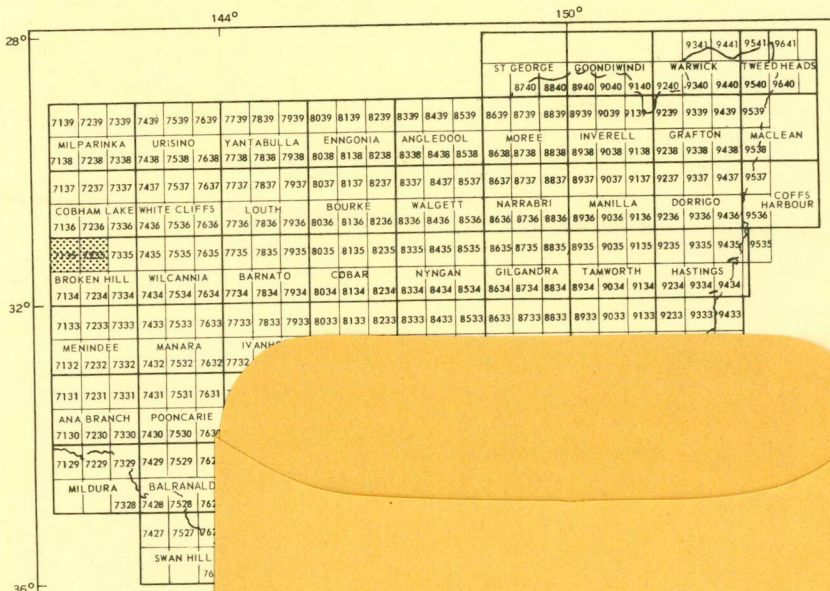 144° 150°
28°
9341 9441 9541 9641
ST GEORGE GOONDIWINDI WARWICK TWEED HEADS
8740 8840 8940 9040 9140 9240 9340 9440 9540 9640
7139 7239 7339 7439 7539 7639 7739 7839 7939 8039 8139 8239 8339 8439 8539 8639 8739 8839 8939 9039 9139 9239 9339 9439 9539
MILPARINKA URISINO YANTABULLA ENNGONIA ANGLEDOOL MOREE INVERELL GRAFTON MACLEAN
7138 7238 7338 7438 7538 7638 7738 7838 7938 8038 8138 8238 8338 8438 8538 8638 8738 8838 8938 9038 9138 9238 9338 9438 9538
7137 7237 7337 7437 7537 7637 7737 7837 7937 8037 8137 8237 8337 8437 8537 8637 8737 8837 8937 9037 9137 9237 9337 9437 9537
COBHAM LAKE WHITE CLIFFS LOUTH BOURKE WALGETT NARRABRI MANILLA DORRIGO COFFS HARBOUR
7136 7236 7336 7436 7536 7636 7736 7836 7936 8036 8136 8236 8336 8436 8536 8636 8736 8836 8936 9036 9136 9236 9336 9436 9536
7335 7435 7535 7635 7735 7835 7935 8035 8135 8235 8335 8435 8535 8635 8735 8835 8935 9035 9135 9235 9335 9435 9535
BROKEN HILL WILCANNIA BARNATO COBAR NYNGAN GILGANDRA TAMWORTH HASTINGS
7134 7234 7334 7434 7534 7634 7734 7834 7934 8034 8134 8234 8334 8434 8534 8634 8734 8834 8934 9034 9134 9234 9334 9434
32°
7133 7233 7333 7433 7533 7633 7733 7833 7933 8033 8133 8233 8333 8433 8533 8633 8733 8833 8933 9033 9133 9233 9333 9433
MENINDEE MANARA IVANH
7132 7232 7332 7432 7532 7632 7732
7131 7231 7331 7431 7531 7631
ANA BRANCH POONCARIE
7130 7230 7330 7430 7530 7630
7129 7229 7329 7429 7529 762
MILDURA BALRANALD
7328 7428 7528 762
7427 7527 762
SWAN HILL
76
36°